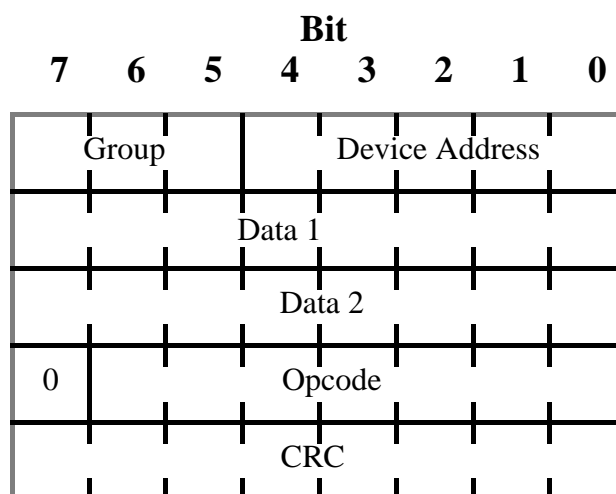 Bit
7 6 5 4 3 2 1 0
Group Device Address
Data 1
Data 2
0 Opcode
CRC